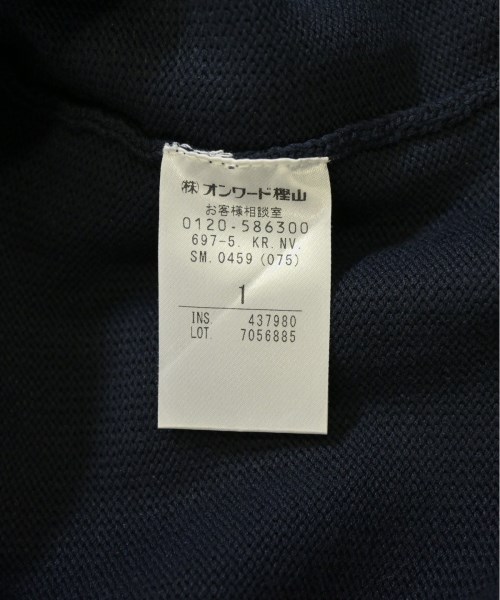 ㈱ オンワード樫山
お客様相談室
0120-586300
697-5. KR. NV.
SM. 0459 (075)
1
INS. 437980
LOT. 7056885